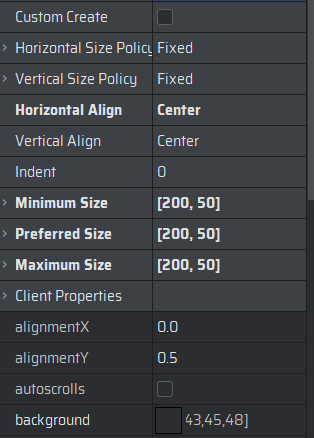 Custom Create
Horizontal Size Policy Fixed
Vertical Size Policy Fixed
Horizontal Align Center
Vertical Align Center
Indent 0
Minimum Size [200, 50]
Preferred Size [200, 50]
Maximum Size [200, 50]
Client Properties
alignmentX 0.0
alignmentY 0.5
autoscrolls
background 43,45,48]